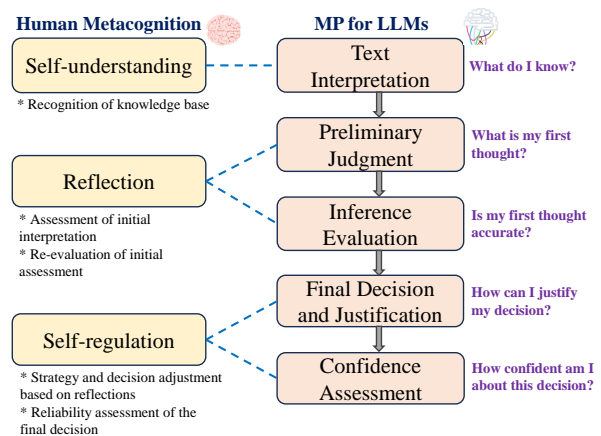 Human Metacognition
MP for LLMs
Self-understanding
* Recognition of knowledge base
Text
Interpretation
What do I know?
Preliminary
Judgment
What is my first
thought?
Reflection
* Assessment of initial
interpretation
* Re-evaluation of initial
assessment
Inference
Evaluation
Is my first thought
accurate?
Final Decision
and Justification
How can I justify
my decision?
Self-regulation
* Strategy and decision adjustment
based on reflections
* Reliability assessment of the
final decision
Confidence
Assessment
How confident am I
about this decision?